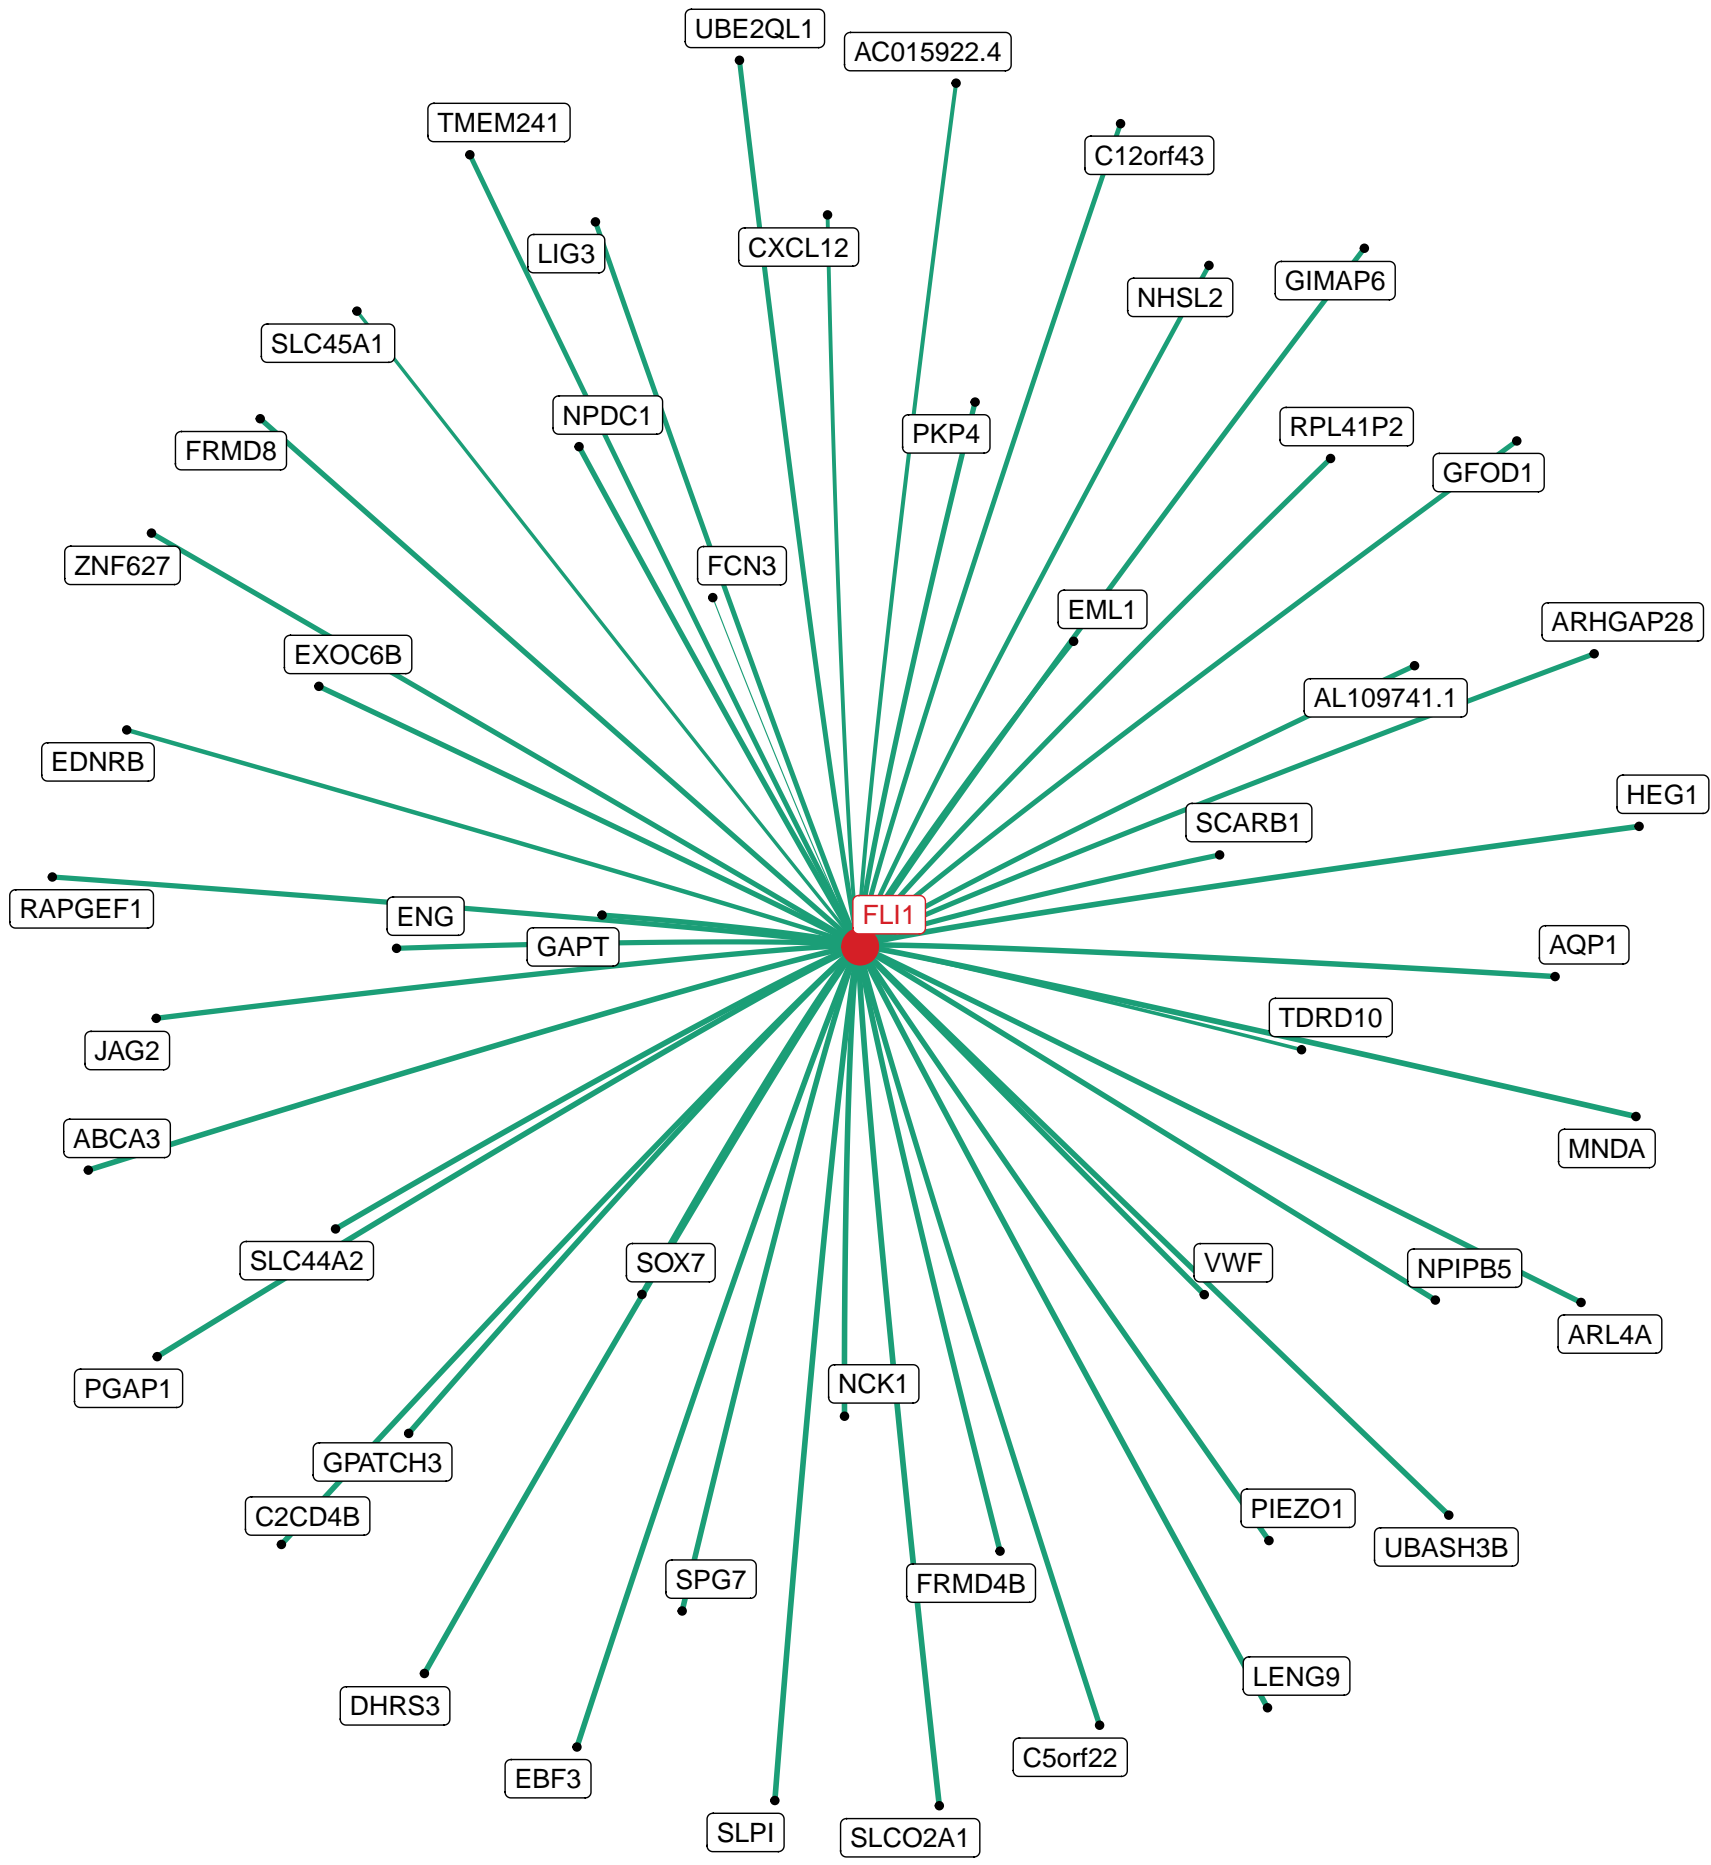 UBE2QL1
AC015922.4
TMEM241
C12orf43
LIG3
CXCL12
GIMAP6
NHSL2
SLC45A1
NPDC1
RPL41P2
PKP4
FRMD8
GFOD1
ZNF627
FCN3
EML1
ARHGAP28
EXOC6B
AL109741.1
EDNRB
HEG1
SCARB1
RAPGEF1
ENG
FLI1
GAPT
AQP1
TDRD10
JAG2
ABCA3
MNDA
SLC44A2
SOX7
VWF
NPIPB5
ARL4A
PGAP1
NCK1
GPATCH3
C2CD4B
PIEZO1
UBASH3B
SPG7
FRMD4B
LENG9
DHRS3
C5orf22
EBF3
SLPI
SLCO2A1